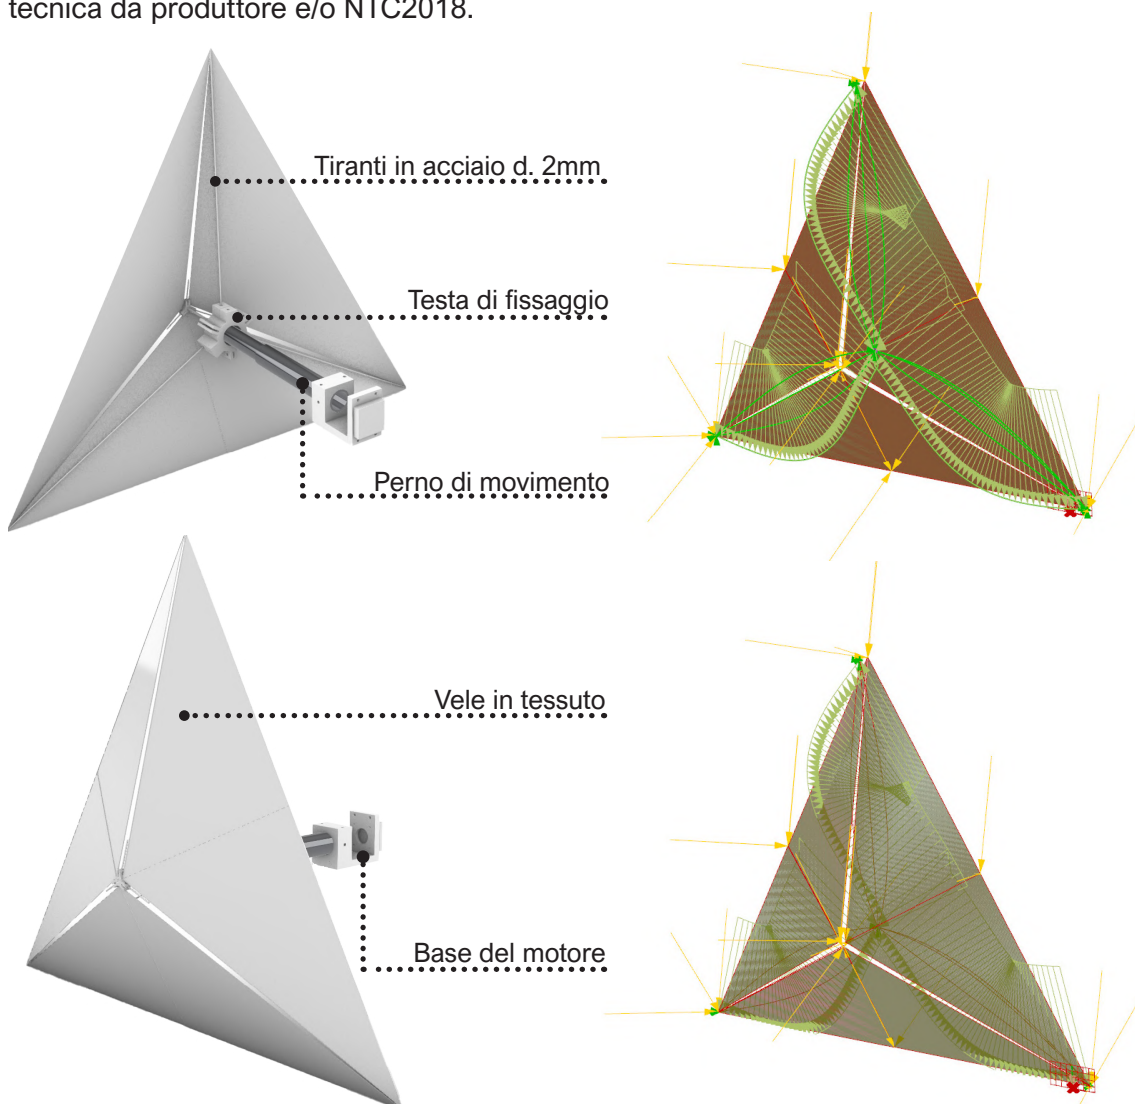 tecnica da produttore e/o NTC2018.
Tiranti in acciaio d. 2mm
Testa di fissaggio
Perno di movimento
Vele in tessuto
Base del motore